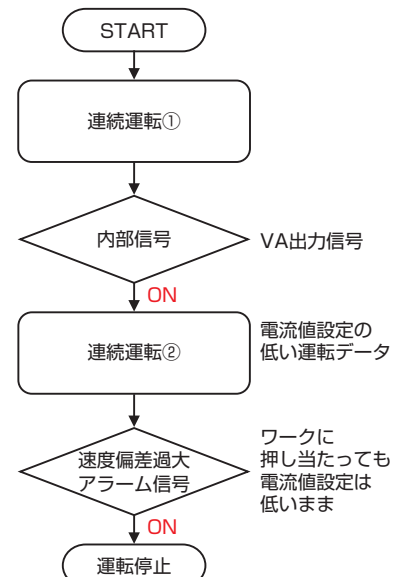 START
連続運転①
内部信号
VA出力信号
ON
連続運転②
電流値設定の
低い運転データ
速度偏差過大
アラーム信号
ワークに
押し当たっても
電流値設定は
低いまま
ON
運転停止